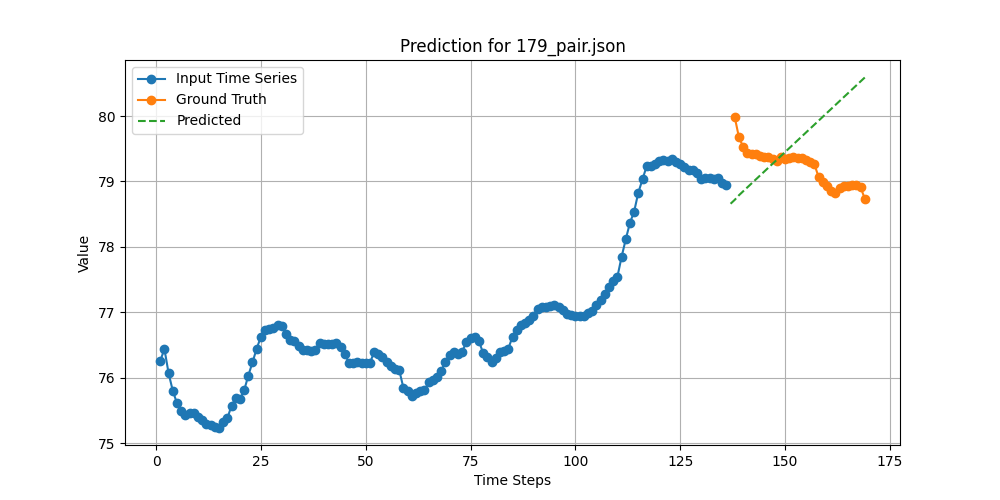 Prediction for 179_pair.json
Input Time Series
Ground Truth
Predicted
80
79
78
77
76
75
Value
0 25 50 75 100 125 150 175
Time Steps